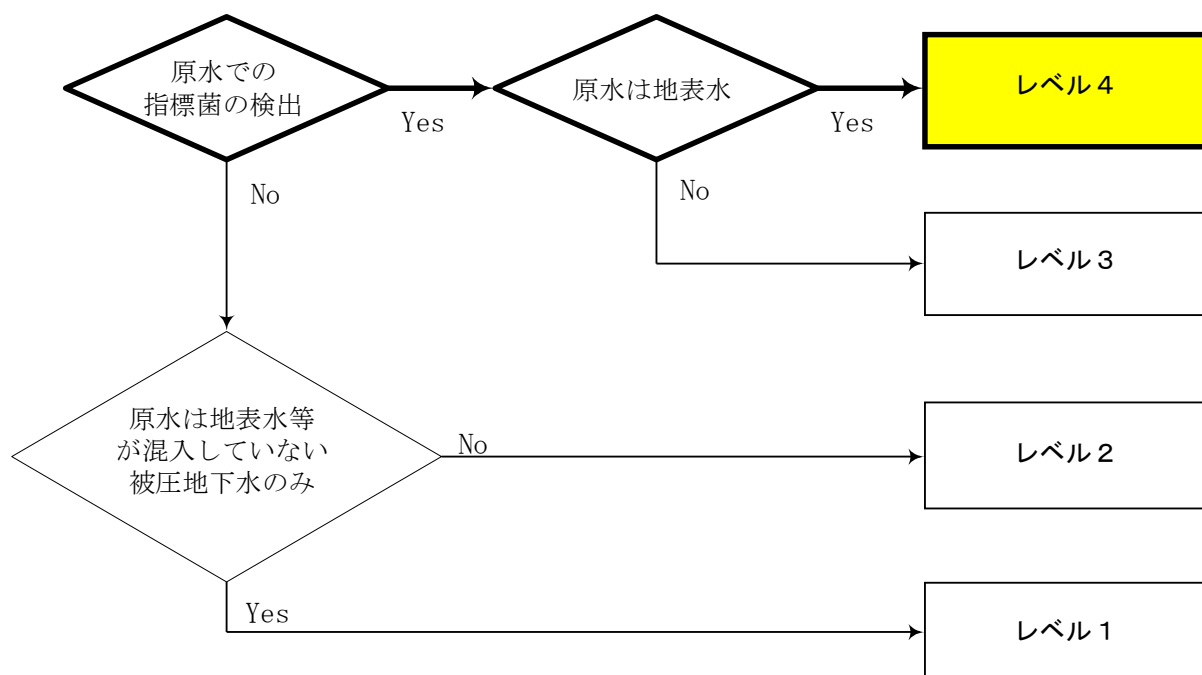 原水での
指標菌の検出
Yes
原水は地表水
Yes
レベル４
No
No
レベル３
原水は地表水等
が混入していない
被圧地下水のみ
No
レベル２
Yes
レベル１